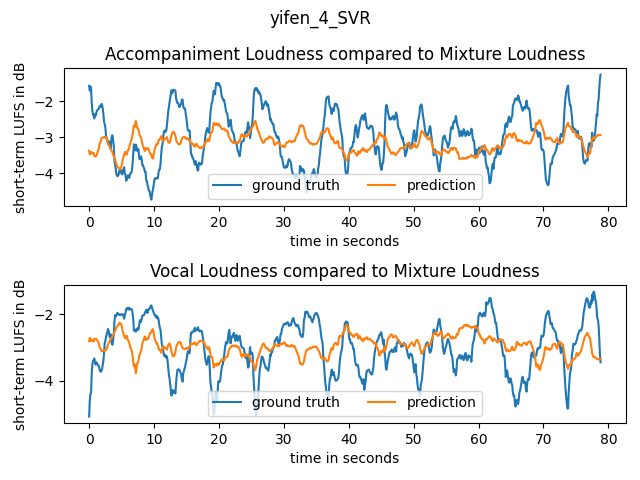 yifen_4_SVR
Accompaniment Loudness compared to Mixture Loudness
short-term LUFS in dB
−2
−3
−4
ground truth prediction
0 10 20 30 40 50 60 70 80
time in seconds
Vocal Loudness compared to Mixture Loudness
short-term LUFS in dB
−2
−4
ground truth prediction
0 10 20 30 40 50 60 70 80
time in seconds